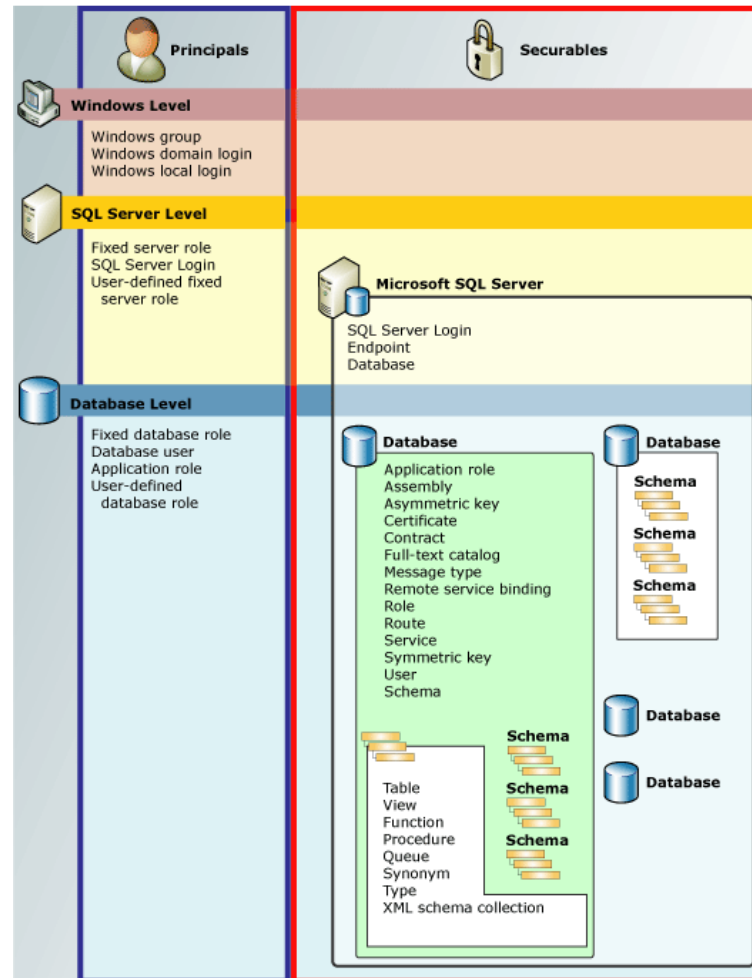 Principals
Securables
Windows Level
Windows group
Windows domain login
Windows local login
SQL Server Level
Fixed server role
SQL Server Login
User-defined fixed
server role
Microsoft SQL Server
SQL Server Login
Endpoint
Database
Database Level
Fixed database role
Database user
Application role
User-defined
database role
Database
Application role
Assembly
Asymmetric key
Certificate
Contract
Full-text catalog
Message type
Remote service binding
Role
Route
Service
Symmetric key
User
Schema
Table
View
Function
Procedure
Queue
Synonym
Type
XML schema collection
Schema
Schema
Schema
Database
Schema
Schema
Schema
Database
Database